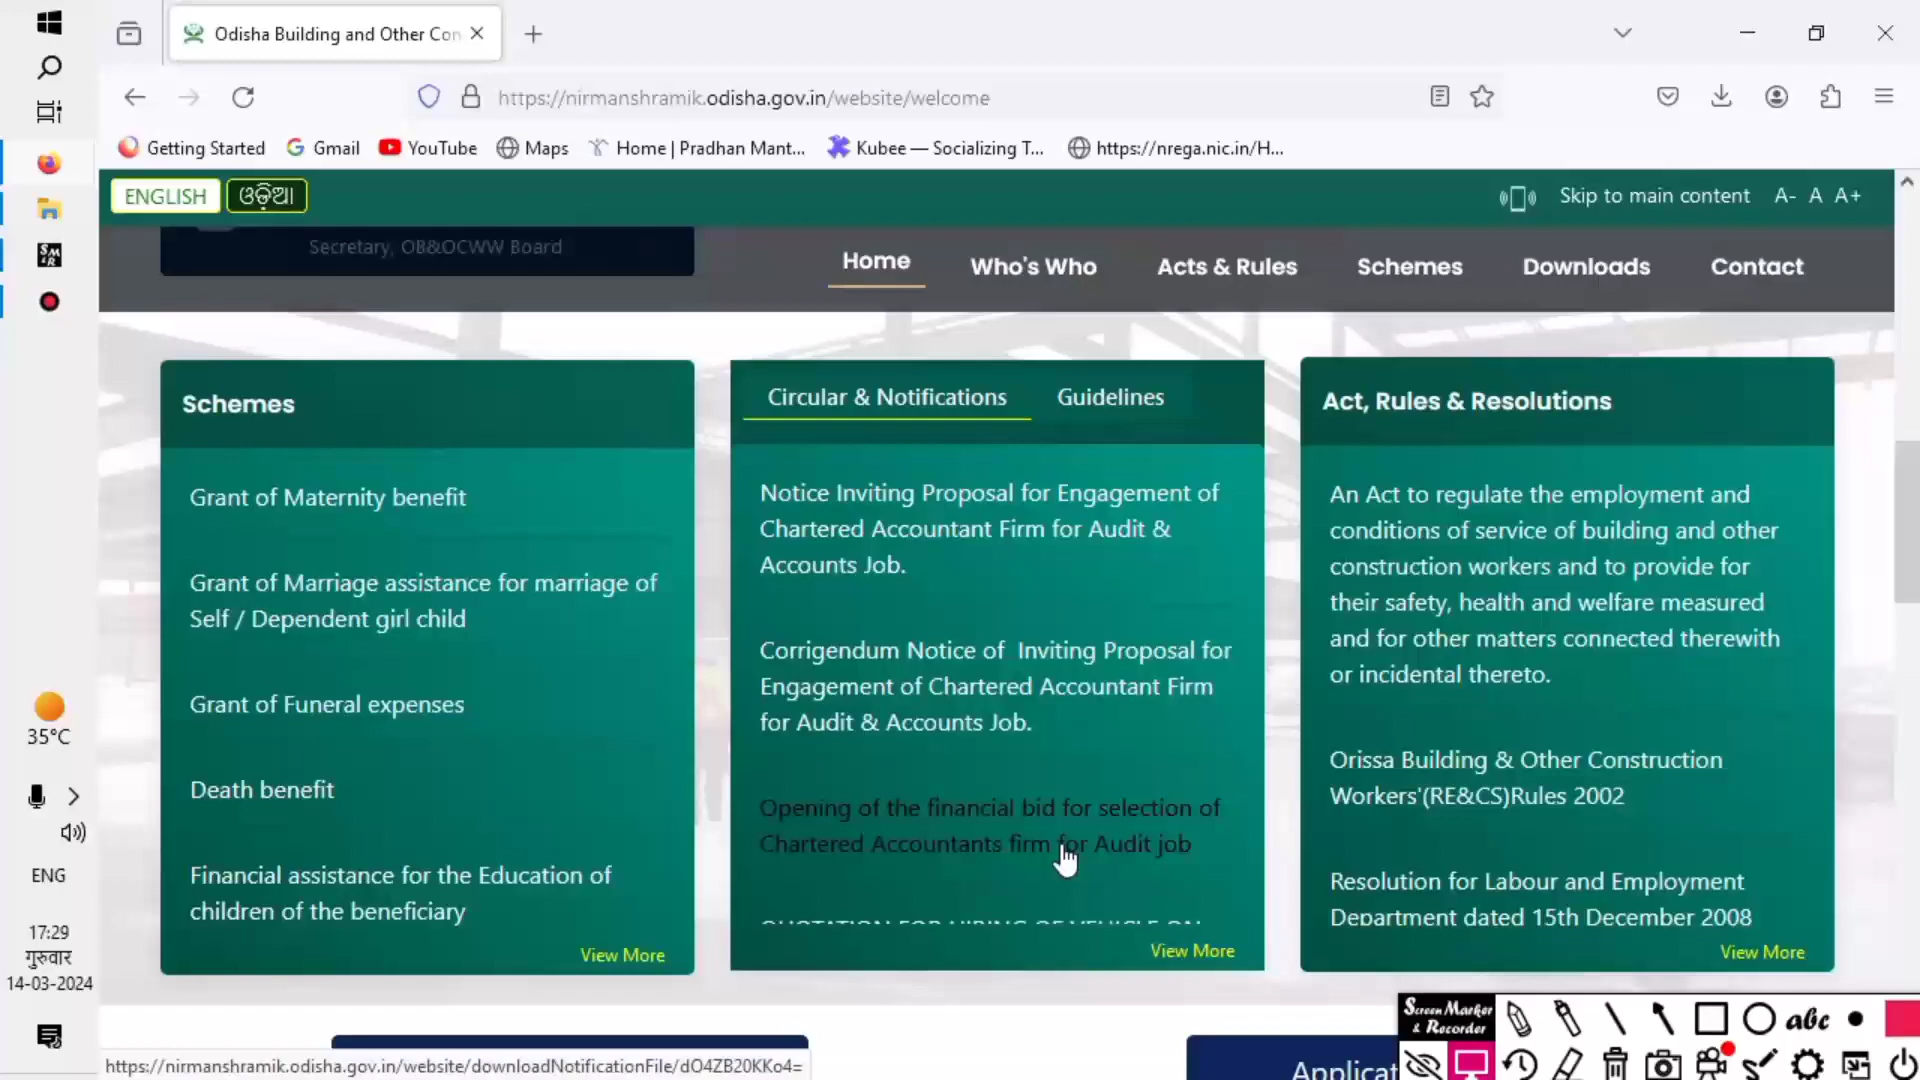 Odisha Building and Other Con
https://nirmanshramik.odisha.gov.in/website/welcome
Getting Started
Gmail
YouTube
Maps
Home | Pradhan Mant...
Kubee — Socializing T...
https://nrega.nic.in/H...
ENGLISH
ଓଡ଼ିଆ
Skip to main content
A- A A+
Secretary, OB&OCWW Board
Home
Who's Who
Acts & Rules
Schemes
Downloads
Contact
Schemes
Grant of Maternity benefit
Grant of Marriage assistance for marriage of
Self / Dependent girl child
Grant of Funeral expenses
Death benefit
Financial assistance for the Education of
children of the beneficiary
View More
Circular & Notifications
Guidelines
Notice Inviting Proposal for Engagement of
Chartered Accountant Firm for Audit &
Accounts Job.
Corrigendum Notice of Inviting Proposal for
Engagement of Chartered Accountant Firm
for Audit & Accounts Job.
Opening of the financial bid for selection of
Chartered Accountants firm for Audit job
QUOTATION FOR HIRING OF VEHICLE ON
View More
Act, Rules & Resolutions
An Act to regulate the employment and
conditions of service of building and other
construction workers and to provide for
their safety, health and welfare measured
and for other matters connected therewith
or incidental thereto.
Orissa Building & Other Construction
Workers'(RE&CS)Rules 2002
Resolution for Labour and Employment
Department dated 15th December 2008
View More
35°C
ENG
17:29
गुरुवार
14-03-2024
https://nirmanshramik.odisha.gov.in/website/downloadNotificationFile/dO4ZB20KKo4=
Applicat
Screen Marker
& Recorder
abc